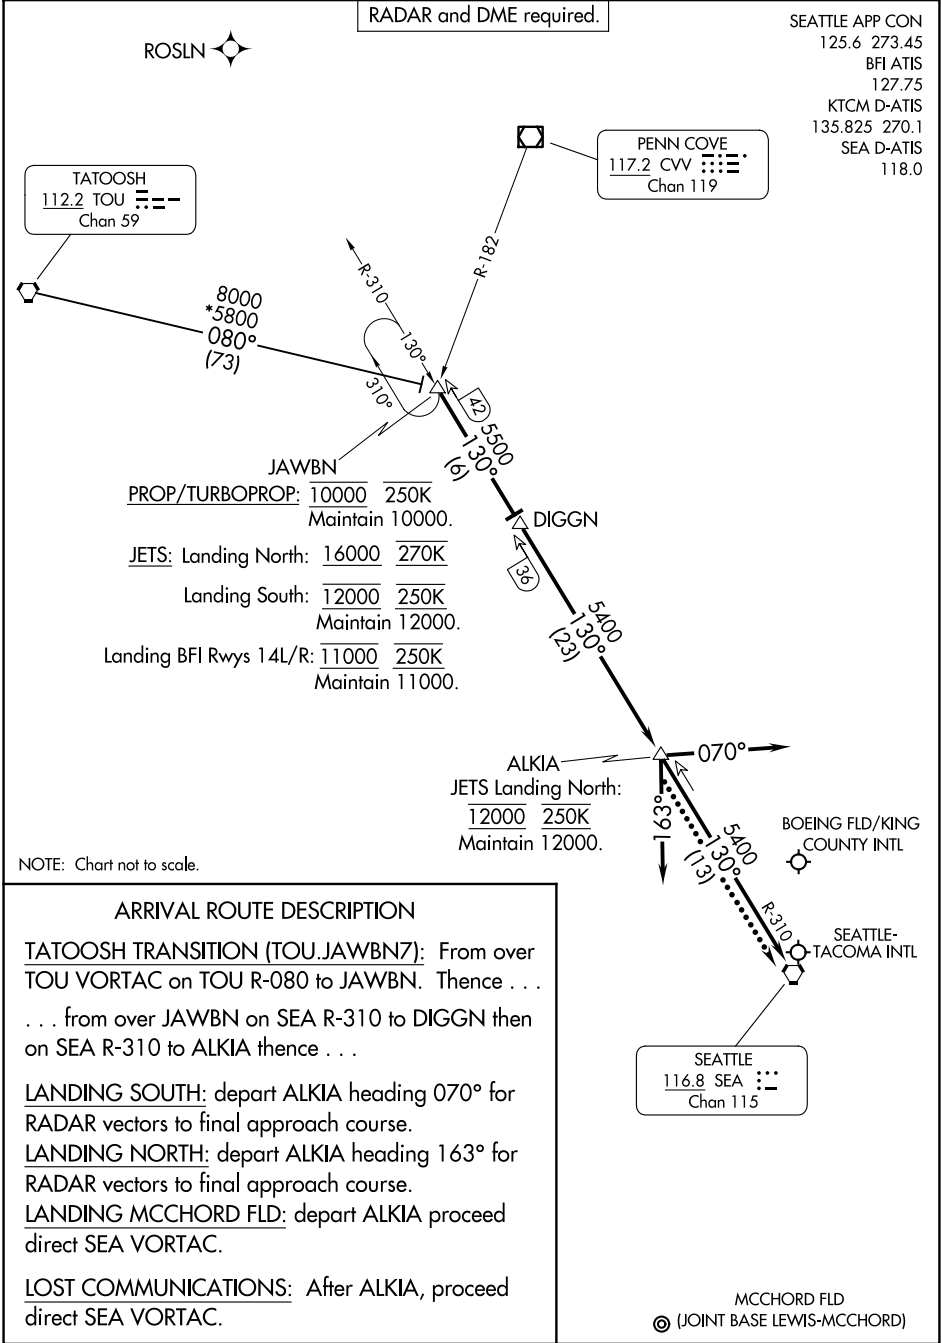 RADAR and DME required.
SEATTLE APP CON
125.6 273.45
BFI ATIS
127.75
KTCM D-ATIS
135.825 270.1
SEA D-ATIS
118.0
ROSLN
PENN COVE
117.2 CVV
Chan 119
TATOOSH
112.2 TOU
Chan 59
R-182
R-310
8000
*5800
080°
(73)
130°
310°
42
5500
130°
(6)
JAWBN
PROP/TURBOPROP: 10000 250K
Maintain 10000.
JETS: Landing North: 16000 270K
Landing South: 12000 250K
Maintain 12000.
Landing BFI Rwys 14L/R: 11000 250K
Maintain 11000.
DIGGN
36
5400
130°
(23)
ALKIA
JETS Landing North:
12000 250K
Maintain 12000.
070°
163°
5400
130°
(13)
R-310
BOEING FLD/KING
COUNTY INTL
SEATTLE-
TACOMA INTL
SEATTLE
116.8 SEA
Chan 115
NOTE: Chart not to scale.
ARRIVAL ROUTE DESCRIPTION
TATOOSH TRANSITION (TOU.JAWBN7): From over
TOU VORTAC on TOU R-080 to JAWBN. Thence . . .
. . . from over JAWBN on SEA R-310 to DIGGN then
on SEA R-310 to ALKIA thence . . .
LANDING SOUTH: depart ALKIA heading 070° for
RADAR vectors to final approach course.
LANDING NORTH: depart ALKIA heading 163° for
RADAR vectors to final approach course.
LANDING MCCHORD FLD: depart ALKIA proceed
direct SEA VORTAC.
LOST COMMUNICATIONS: After ALKIA, proceed
direct SEA VORTAC.
MCCHORD FLD
(JOINT BASE LEWIS-MCCHORD)